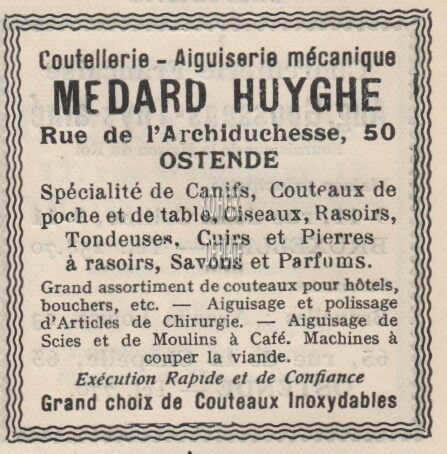 Coutellerie - Aiguiserie mécanique
MEDARD HUYGHE
Rue de l'Archiduchesse, 50
OSTENDE
Spécialité de Canifs, Couteaux de
poche et de table, Ciseaux, Rasoirs,
Tondeuses, Cuirs et Pierres
à rasoirs, Savons et Parfums.
Grand assortiment de couteaux pour hôtels,
bouchers, etc. — Aiguisage et polissage
d'Articles de Chirurgie. — Aiguisage de
Scies et de Moulins à Café. Machines à
couper la viande.
Exécution Rapide et de Confiance
Grand choix de Couteaux Inoxydables